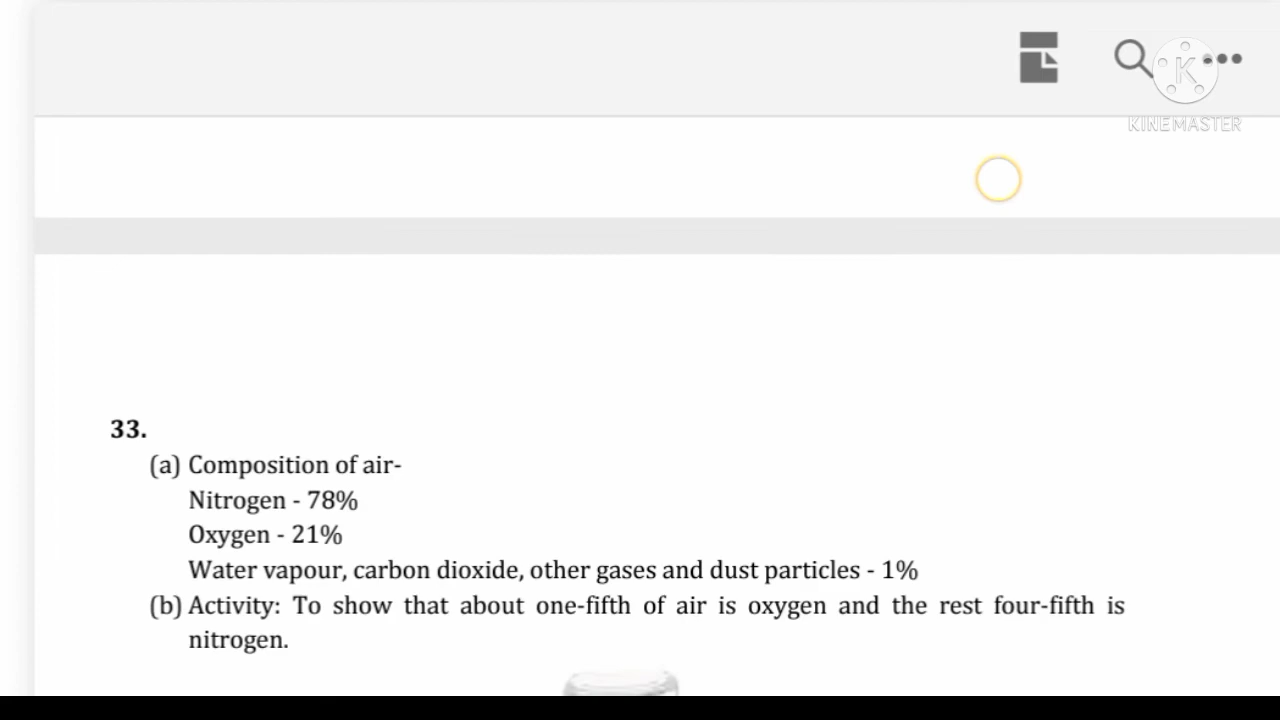 K
KINEMASTER
33.
(a) Composition of air-
Nitrogen - 78%
Oxygen - 21%
Water vapour, carbon dioxide, other gases and dust particles - 1%
(b) Activity: To show that about one-fifth of air is oxygen and the rest four-fifth is
nitrogen.